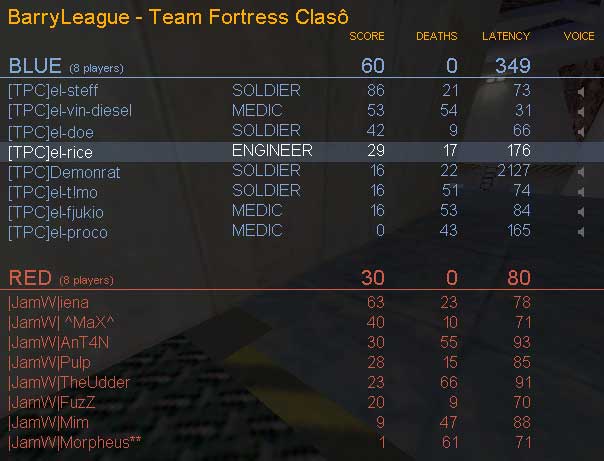 BarryLeague - Team Fortress Clasô
SCORE DEATHS LATENCY VOICE
BLUE (8 players) 60 0 349
[TPC]el-steff SOLDIER 86 21 73
[TPC]el-vin-diesel MEDIC 53 54 31
[TPC]el-doe SOLDIER 42 9 66
[TPC]el-rice ENGINEER 29 17 176
[TPC]Demonrat SOLDIER 16 22 2127
[TPC]el-t!mo SOLDIER 16 51 74
[TPC]el-fjukio MEDIC 16 53 84
[TPC]el-proco MEDIC 0 43 165
RED (8 players) 30 0 80
|JamW|iena 63 23 78
|JamW| ^MaX^ 40 10 71
|JamW|AnT4N 30 55 93
|JamW|Pulp 28 15 85
|JamW|TheUdder 23 66 91
|JamW|FuzZ 20 9 70
|JamW|Mim 9 47 88
|JamW|Morpheus** 1 61 71